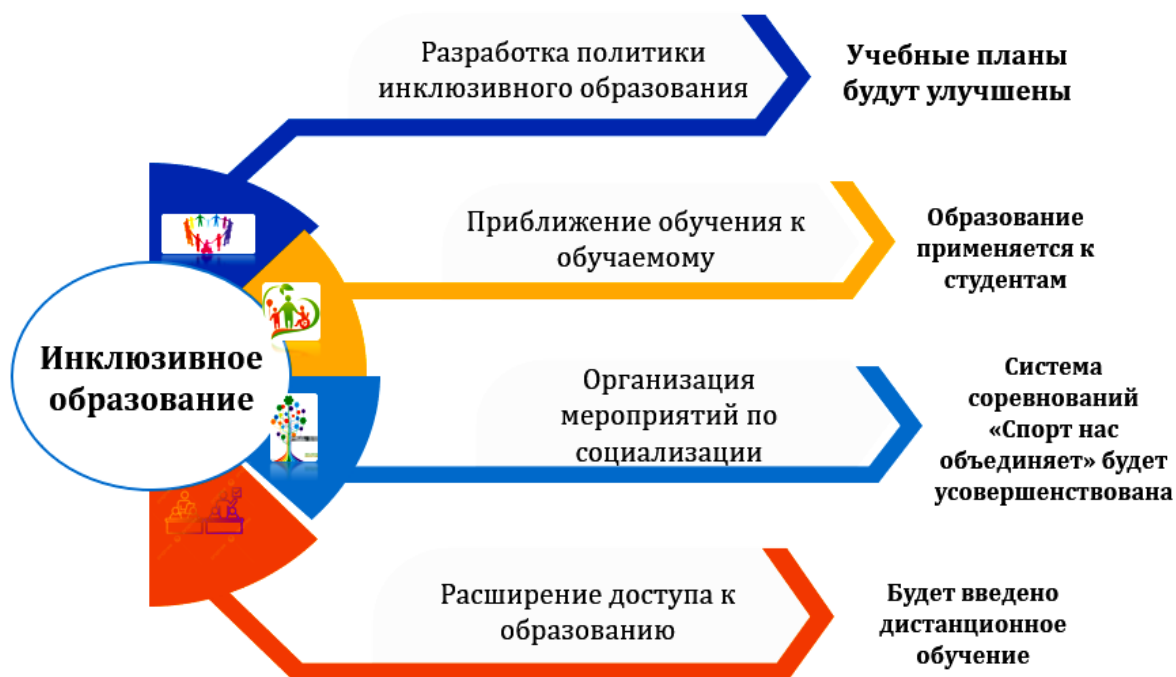 Разработка политики
инклюзивного образования
Учебные планы
будут улучшены
Приближение обучения к
обучаемому
Образование
применяется к
студентам
Инклюзивное
образование
Организация
мероприятий по
социализации
Система
соревнований
«Спорт нас
объединяет» будет
усовершенствована
Расширение доступа к
образованию
Будет введено
дистанционное
обучение